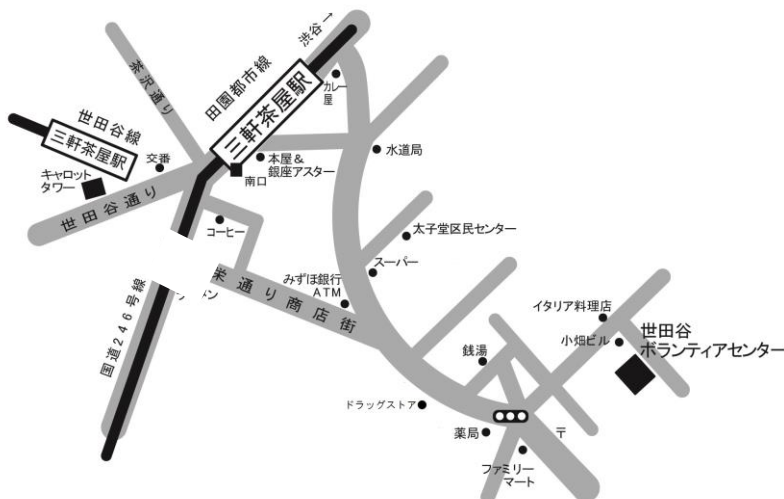 渋谷→
田園都市線
茶沢通り
世田谷線
三軒茶屋駅
三軒茶屋駅
カレー
屋
交番
本屋＆
銀座アスター
水道局
キャロット
タワー
南口
世田谷通り
コーヒー
太子堂区民センター
スーパー
みずほ銀行
ATM
栄通り商店街
国道246号線
イタリア料理店
小畑ビル
世田谷
ボランティアセンター
銭湯
ドラッグストア
薬局
〒
ファミリー
マート